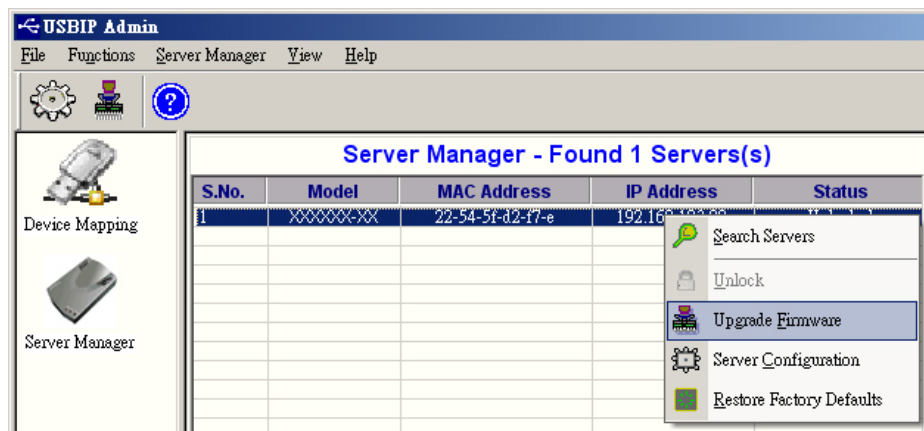 USBIP Admin
File Functions Server Manager View Help
Server Manager - Found 1 Servers(s)
S.No. Model MAC Address IP Address Status
1 XXXXXXX-XX 22-54-5f-d2-f7-e
Device Mapping
Server Manager
Search Servers
Unlock
Upgrade Firmware
Server Configuration
Restore Factory Defaults